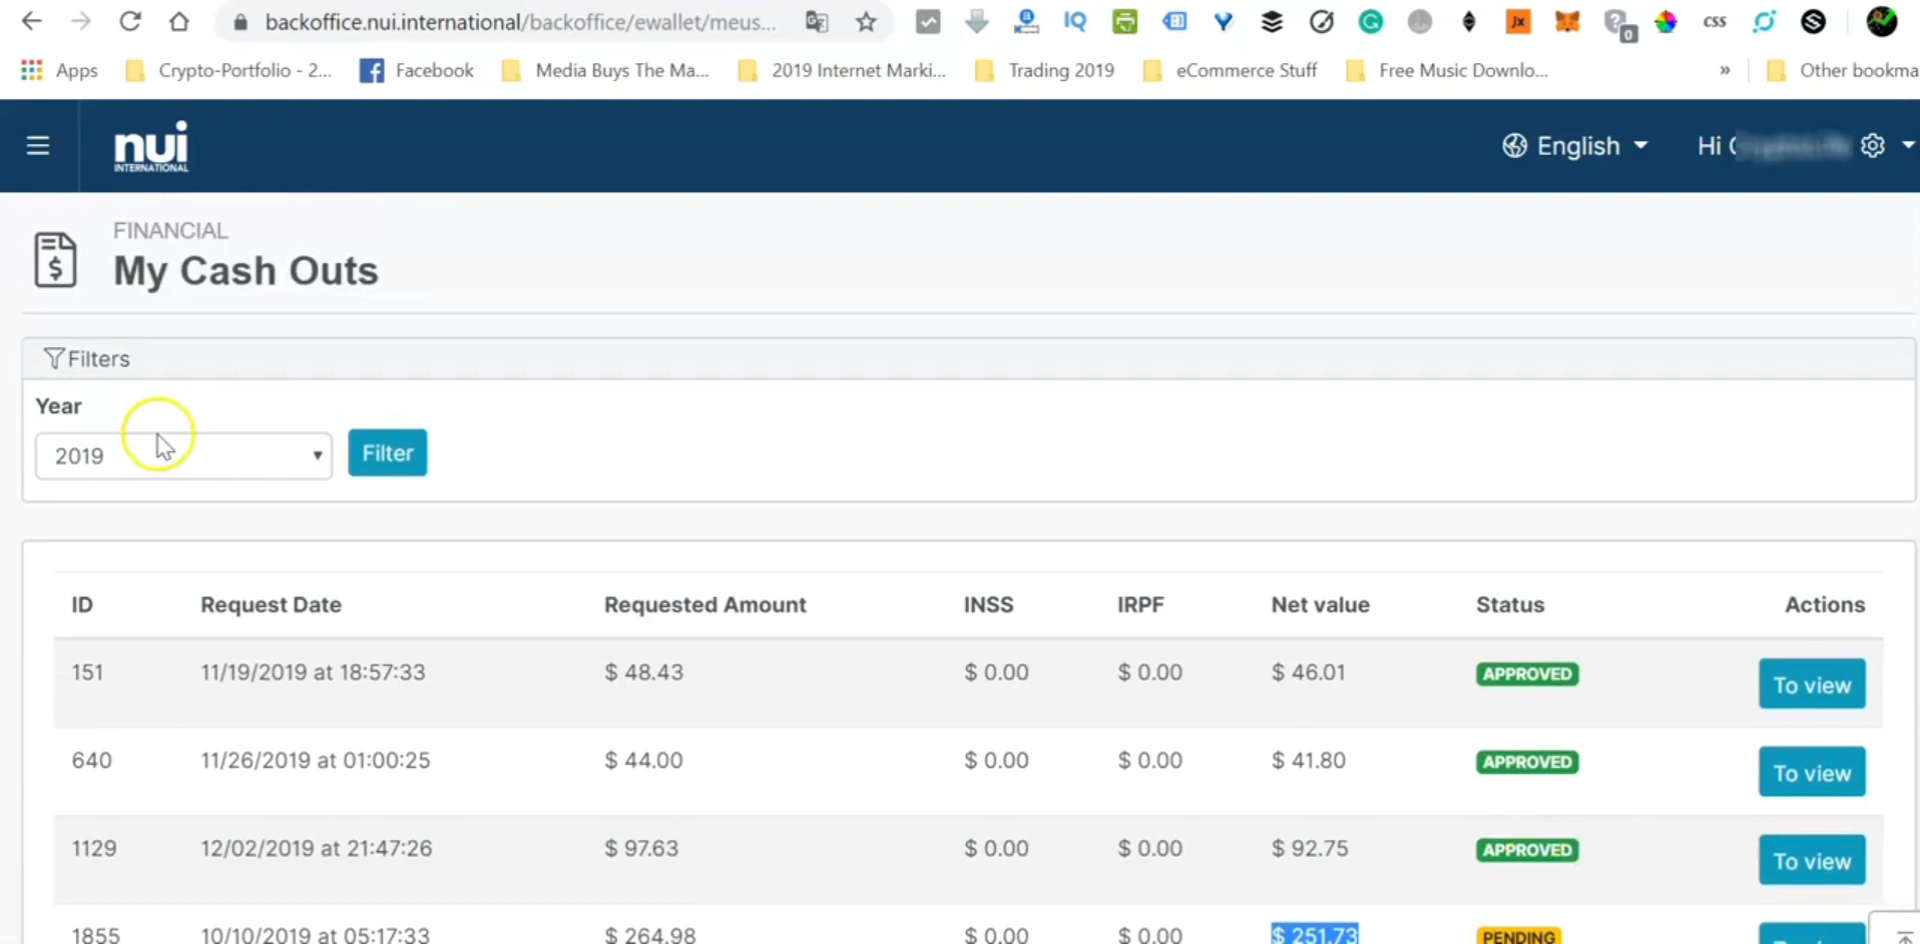 backoffice.nui.international/backoffice/ewallet/meus...
IQ
Jx
0
CSS
Apps
Crypto-Portfolio - 2...
Facebook
Media Buys The Ma...
2019 Internet Marki...
Trading 2019
eCommerce Stuff
Free Music Downlo...
»
Other bookma
nui
INTERNATIONAL
English
Hi
FINANCIAL
My Cash Outs
Filters
Year
2019
Filter
ID Request Date Requested Amount INSS IRPF Net value Status Actions
151 11/19/2019 at 18:57:33 $ 48.43 $ 0.00 $ 0.00 $ 46.01 APPROVED To view
640 11/26/2019 at 01:00:25 $ 44.00 $ 0.00 $ 0.00 $ 41.80 APPROVED To view
1129 12/02/2019 at 21:47:26 $ 97.63 $ 0.00 $ 0.00 $ 92.75 APPROVED To view
1855 10/10/2019 at 05:17:33 $ 264.98 $ 0.00 $ 0.00 $ 251.73 PENDING